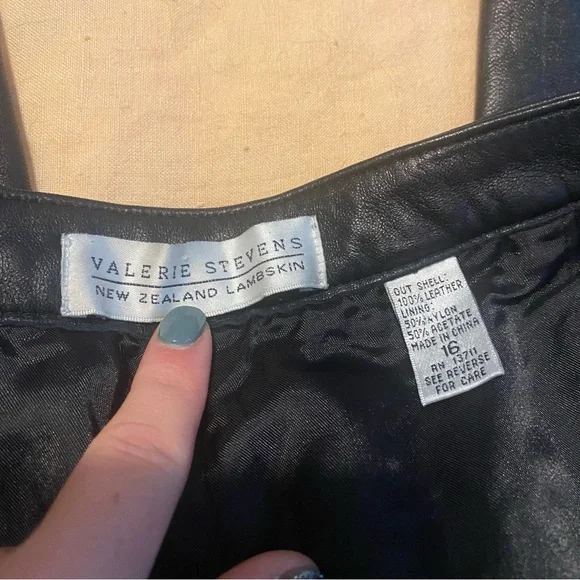 VALERIE STEVENS
NEW ZEALAND LAMBSKIN
OUT SHELL:
100% LEATHER
LINING:
50% NYLON
50% ACETATE
MADE IN CHINA
16
RN 13711
SEE REVERSE
FOR CARE